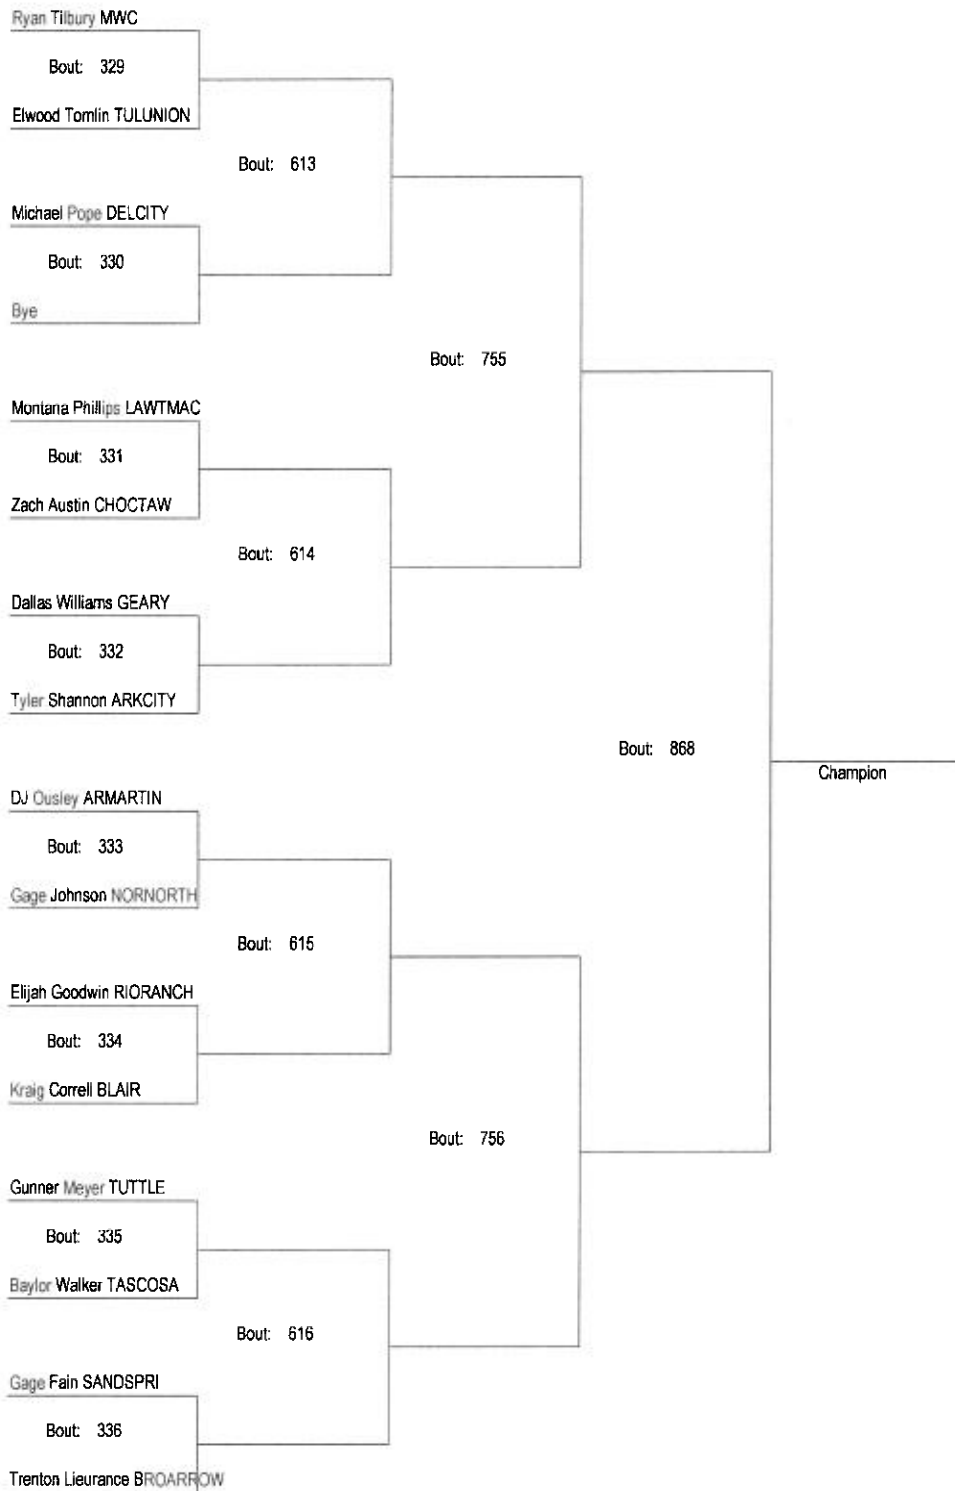 Ryan Tilbury MWC
Bout: 329
Elwood Tomlin TULUNION
Bout: 613
Michael Pope DELCITY
Bout: 330
Bye
Bout: 755
Montana Phillips LAWTMAC
Bout: 331
Zach Austin CHOCTAW
Bout: 614
Dallas Williams GEARY
Bout: 332
Tyler Shannon ARKCITY
Bout: 868
Champion
DJ Ousley ARMARTIN
Bout: 333
Gage Johnson NORNORTH
Bout: 615
Elijah Goodwin RIORANCH
Bout: 334
Kraig Correll BLAIR
Bout: 756
Gunner Meyer TUTTLE
Bout: 335
Baylor Walker TASCOSA
Bout: 616
Gage Fain SANDSPRI
Bout: 336
Trenton Lieurance BROARROW